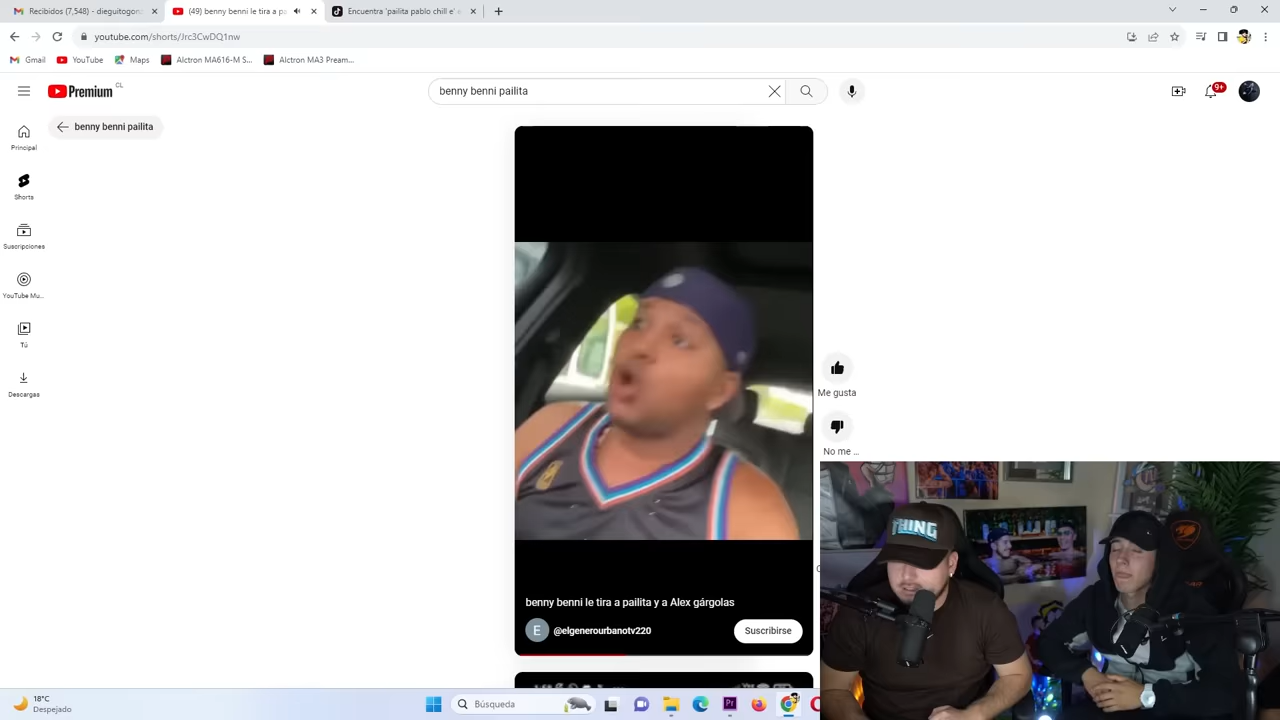 Recibidos (7,548) - dieguitogon
(49) benny benni le tira a pa
Encuentra 'pailita pablo chill e' e
youtube.com/shorts/Jrc3CwDQ1nw
Gmail
YouTube
Maps
Alctron MA616-M S...
Alctron MA3 Pream...
Premium
CL
benny benni pailita
9+
benny benni pailita
Principal
Shorts
Suscripciones
YouTube Mu...
Tú
Descargas
Me gusta
No me ...
THING
benny benni le tira a pailita y a Alex gárgolas
E
@elgenerourbanotv220
Suscribirse
18°C
Despejado
Búsqueda
Pr